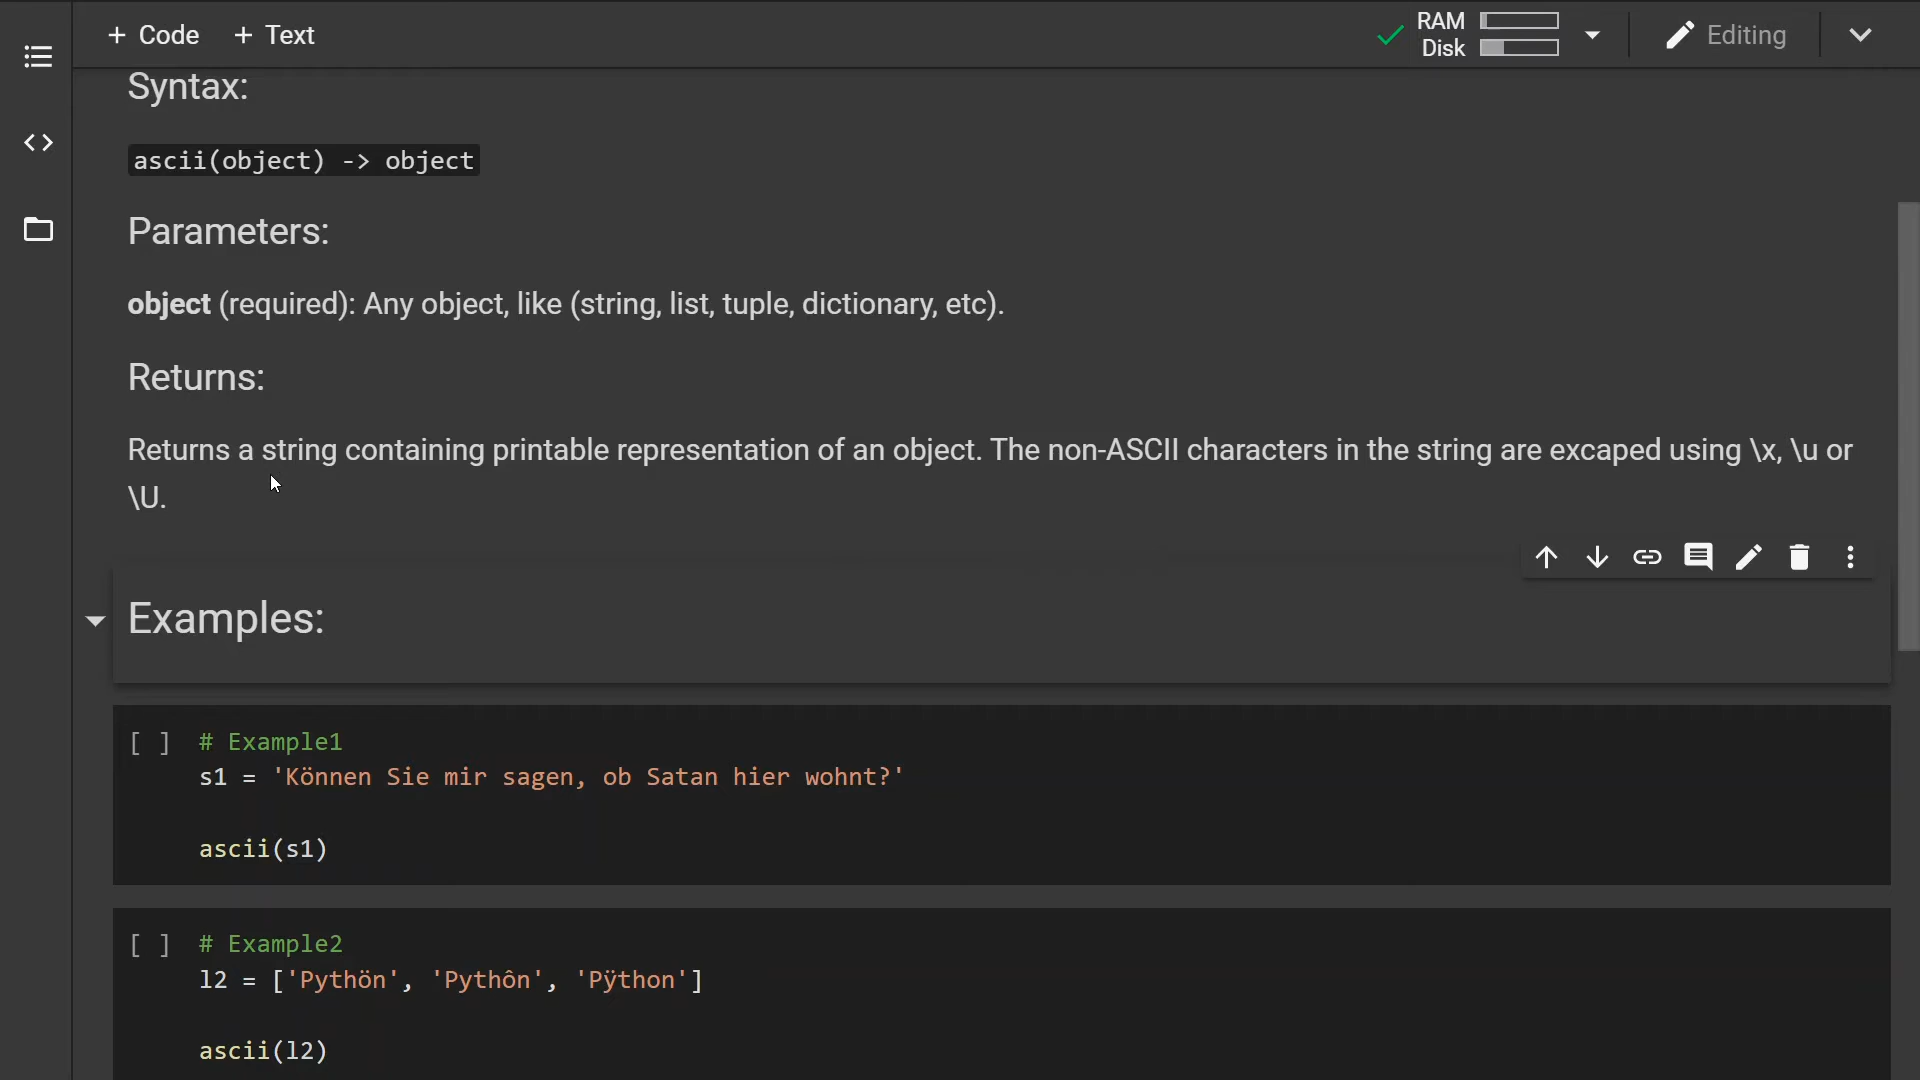 + Code + Text
RAM
Disk
Editing
Syntax:
ascii(object) -> object
Parameters:
object (required): Any object, like (string, list, tuple, dictionary, etc).
Returns:
Returns a string containing printable representation of an object. The non-ASCII characters in the string are excaped using \x, \u or
\U.
Examples:
[ ] # Example1
s1 = 'Können Sie mir sagen, ob Satan hier wohnt?'
ascii(s1)
[ ] # Example2
l2 = ['Pythön', 'Pythôn', 'Pÿthon']
ascii(l2)